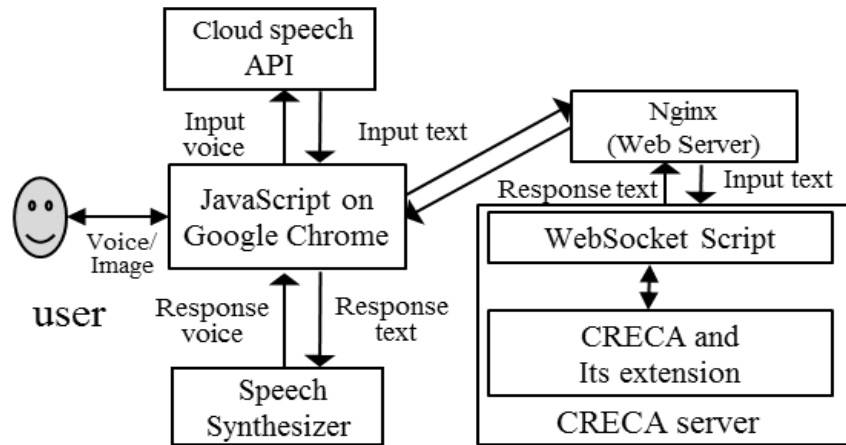 Cloud speech
API
Input
voice
Input text
Nginx
(Web Server)
JavaScript on
Google Chrome
Voice/
Image
user
Response text
Input text
WebSocket Script
Response
voice
Response
text
CRECA and
Its extension
Speech
Synthesizer
CRECA server